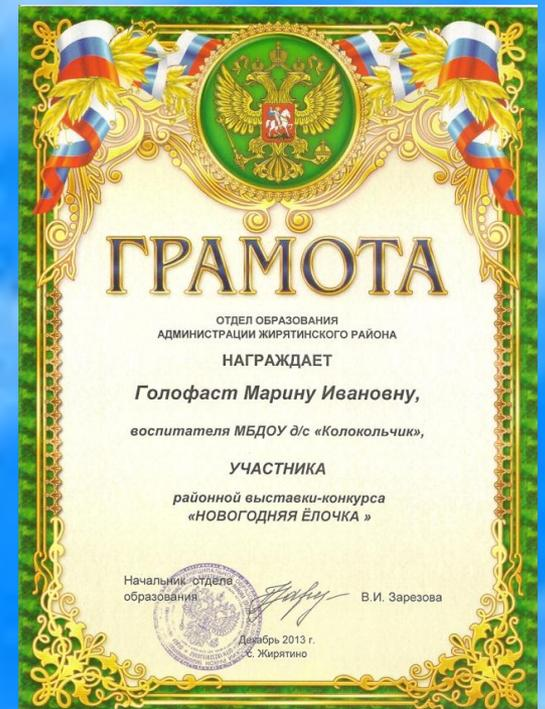 ГРАМОТА
ОТДЕЛ ОБРАЗОВАНИЯ
АДМИНИСТРАЦИИ ЖИРЯТИНСКОГО РАЙОНА
НАГРАЖДАЕТ
Голофаст Марину Ивановну,
воспитателя МБДОУ д/с «Колокольчик»,
УЧАСТНИКА
районной выставки-конкурса
«НОВОГОДНЯЯ ЁЛОЧКА »
Начальник отдела
образования В.И. Зарезова
Декабрь 2013 г.
с. Жирятино